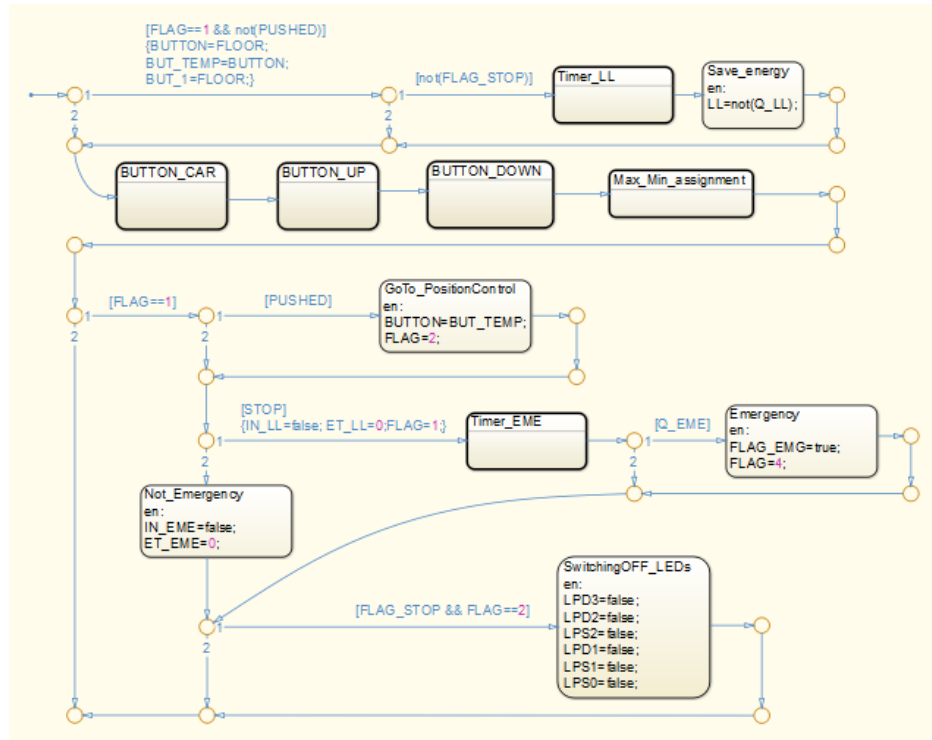 [FLAG==1 && not(PUSHED)]
{BUTTON=FLOOR;
BUT_TEMP=BUTTON;
BUT_1=FLOOR;}
[not(FLAG_STOP)]
Timer_LL
Save_energy
en:
LL=not(Q_LL);
1
2
1
2
BUTTON_CAR
BUTTON_UP
BUTTON_DOWN
Max_Min_assignment
[FLAG==1]
[PUSHED]
GoTo_PositionControl
en:
BUTTON=BUT_TEMP;
FLAG=2;
1
2
1
2
[STOP]
{IN_LL=false; ET_LL=0;FLAG=1;}
Timer_EME
[Q_EME]
Emergency
en:
FLAG_EMG=true;
FLAG=4;
1
2
1
2
Not_Emergency
en:
IN_EME=false;
ET_EME=0;
[FLAG_STOP && FLAG==2]
SwitchingOFF_LEDs
en:
LPD3=false;
LPD2=false;
LPS2=false;
LPD1=false;
LPS1=false;
LPS0=false;
1
2